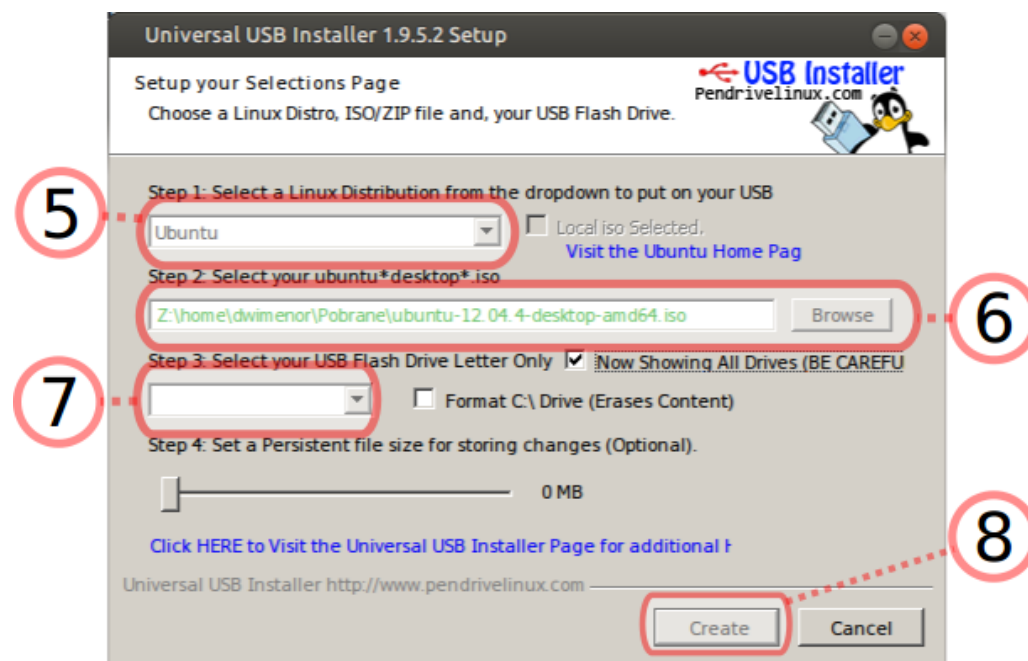 Universal USB Installer 1.9.5.2 Setup
Setup your Selections Page
Choose a Linux Distro, ISO/ZIP file and, your USB Flash Drive.
USB Installer
Pendrivelinux.com
5
Step 1: Select a Linux Distribution from the dropdown to put on your USB
Ubuntu
Local iso Selected.
Visit the Ubuntu Home Pag
Step 2: Select your ubuntu*desktop*.iso
Z:\home\dwimenor\Pobrane\ubuntu-12.04.4-desktop-amd64.iso
Browse
6
Step 3: Select your USB Flash Drive Letter Only
Now Showing All Drives (BE CAREFU
7
Format C:\ Drive (Erases Content)
Step 4: Set a Persistent file size for storing changes (Optional).
0 MB
Click HERE to Visit the Universal USB Installer Page for additional H
8
Universal USB Installer http://www.pendrivelinux.com
Create
Cancel